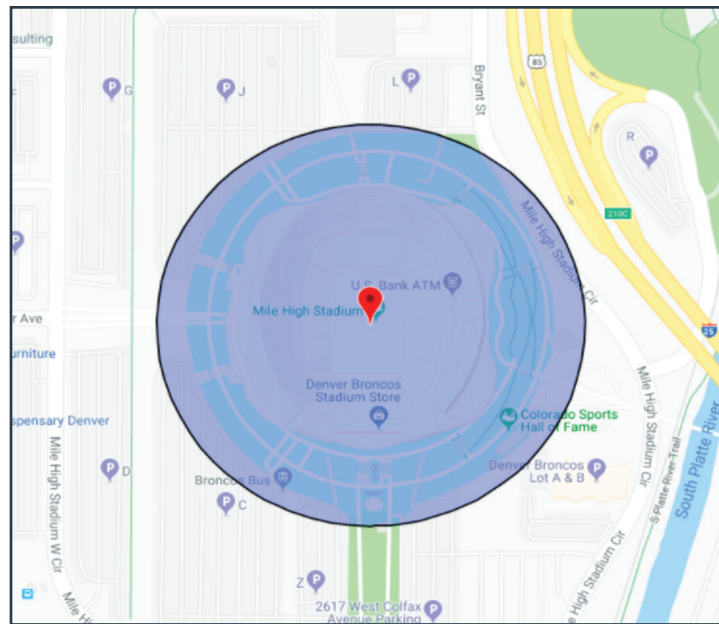 sulting
G
J
L
Bryant St
85
R
210C
Mile High Stadium Cir
U.S. Bank ATM
Mile High Stadium
r Ave
25
urniture
Denver Broncos
Stadium Store
Mile High Stadium Cir
spensary Denver
Colorado Sports
Hall of Fame
Mile High Stadium W Cir
D
Broncos Bus
Denver Broncos
Lot A & B
C
S Platte River Trail
South Platte River
Z
High Stadium Cir
Mile Hi
2617 West Colfax
Avenue Parking